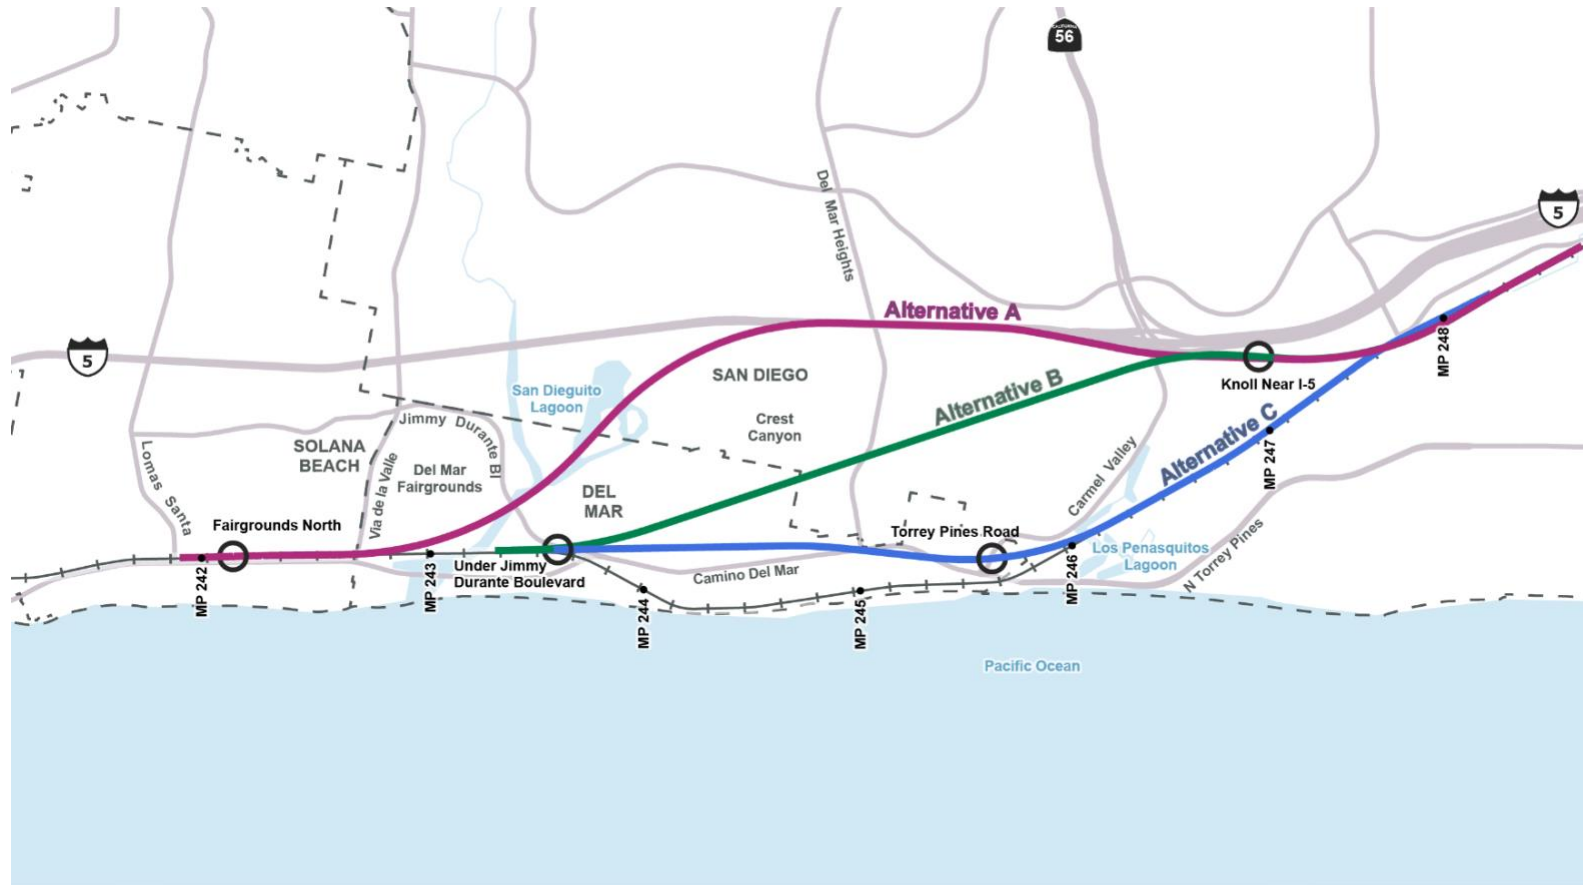 CALIFORNIA
56
5
Del Mar Heights
Alternative A
5
MP 248
Knoll Near I-5
SAN DIEGO
San Dieguito
Lagoon
Alternative B
Crest
Canyon
Jimmy Durante Bl
Alternative C
MP 247
SOLANA
BEACH
Lomas Santa
Via de la Valle
Del Mar
Fairgrounds
Carmel Valley
DEL
MAR
Fairgrounds North
Torrey Pines Road
Los Penasquitos
Lagoon
N Torrey Pines
MP 242
MP 243
Under Jimmy
Durante Boulevard
Camino Del Mar
MP 244
MP 245
MP 246
Pacific Ocean